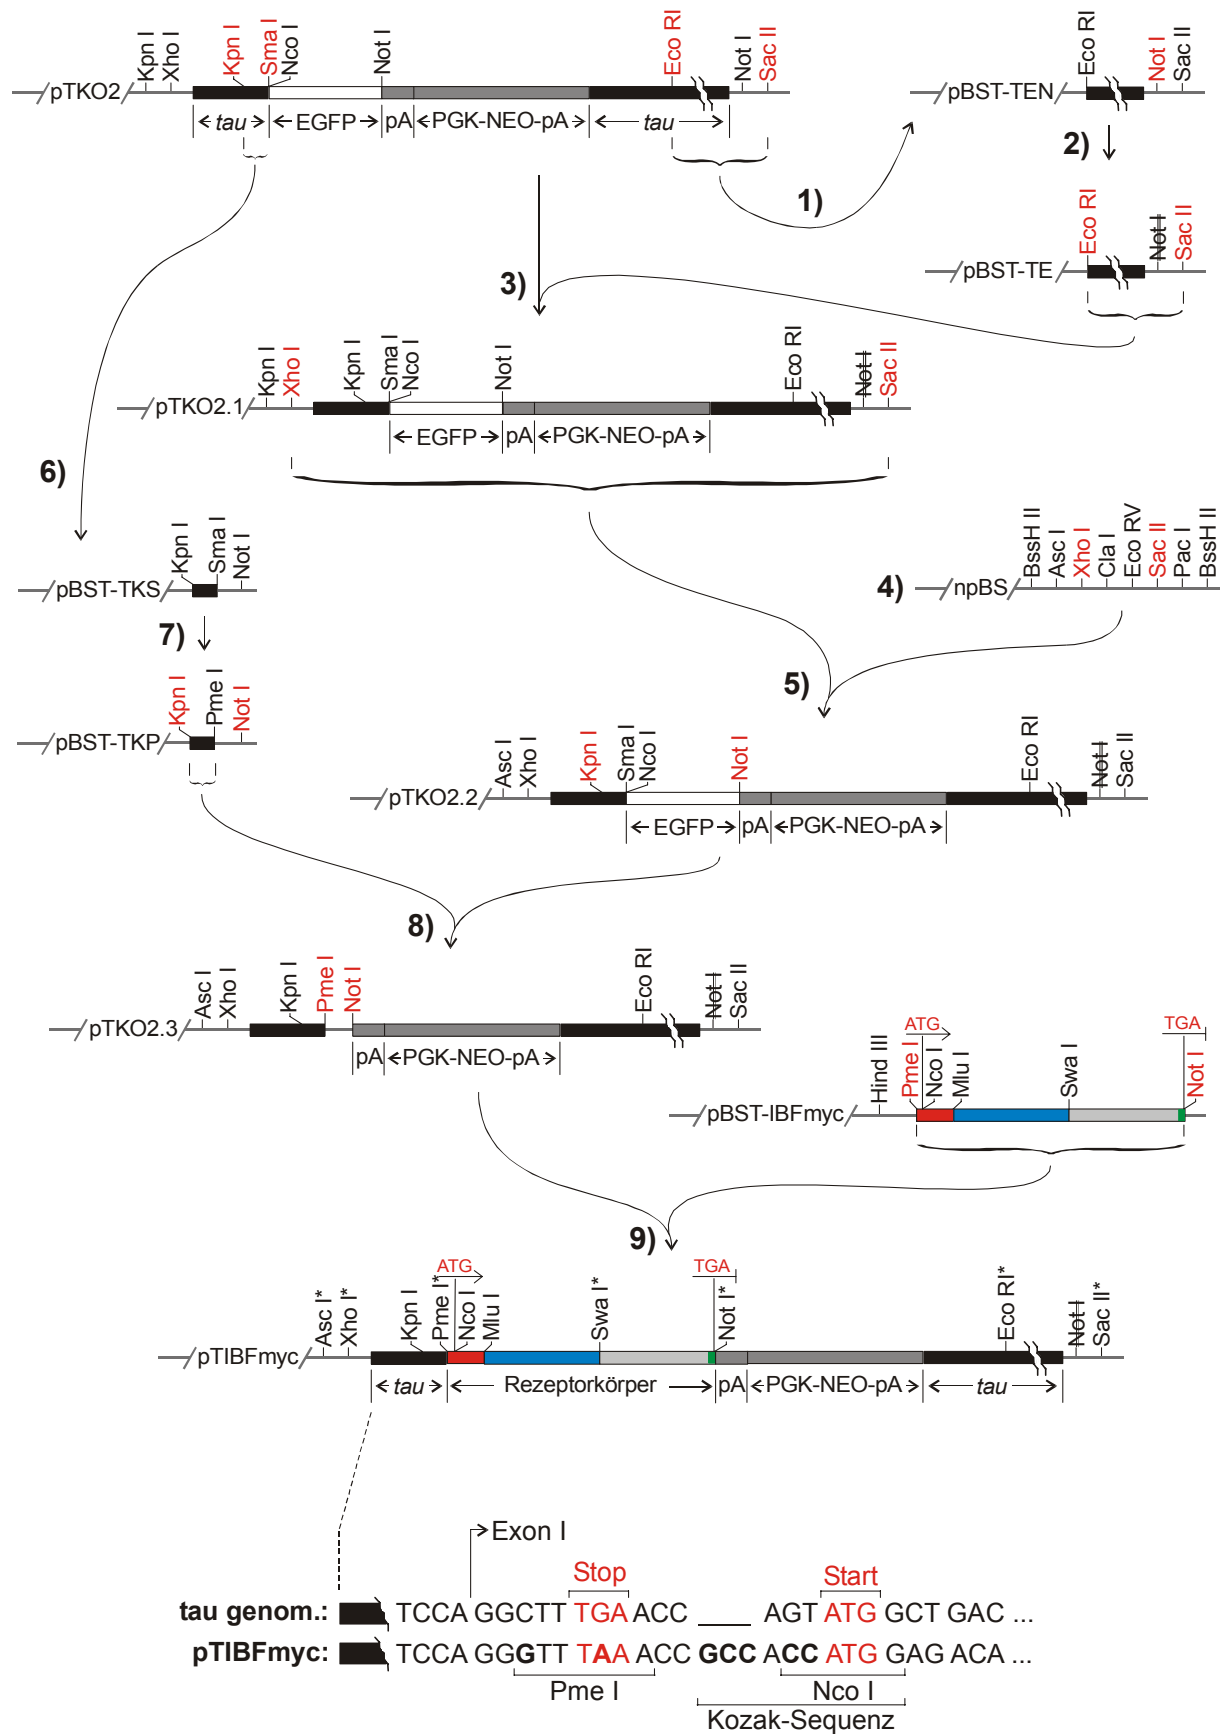 Kpn I Xho I Kpn I Sma I Nco I Not I Eco RI Not I Sac II
pTKO2
tau EGFP pA PGK-NEO-pA tau
Eco RI Not I Sac II
pBST-TEN
1)
2)
Eco RI Not I Sac II
pBST-TE
3)
Kpn I Xho I Kpn I Sma I Nco I Not I Eco RI Not I Sac II
pTKO2.1
EGFP pA PGK-NEO-pA
6)
Kpn I Sma I Not I
pBST-TKS
BssH II Asc I Xho I Cla I Eco RV Sac II Pac I BssH II
4) npBS
7)
5)
Kpn I Pme I Not I
pBST-TKP
Asc I Xho I Kpn I Sma I Nco I Not I Eco RI Not I Sac II
pTKO2.2
EGFP pA PGK-NEO-pA
8)
Asc I Xho I Kpn I Pme I Not I Eco RI Not I Sac II
pTKO2.3
pA PGK-NEO-pA
ATG TGA
Hind III Pme I Nco I Mlu I Swa I Not I
pBST-IBFmyc
9)
ATG TGA
Asc I* Xho I* Kpn I Pme I* Nco I Mlu I Swa I* Not I* Eco RI* Not I Sac II*
pTIBFmyc
tau Rezeptorkörper pA PGK-NEO-pA tau
Exon I
Stop Start
tau genom.: TCCA GGCTT TGA ACC ___ AGT ATG GCT GAC ...
pTIBFmyc: TCCA GGGTT TAA ACC GCC ACC ATG GAG ACA ...
Pme I Nco I
Kozak-Sequenz